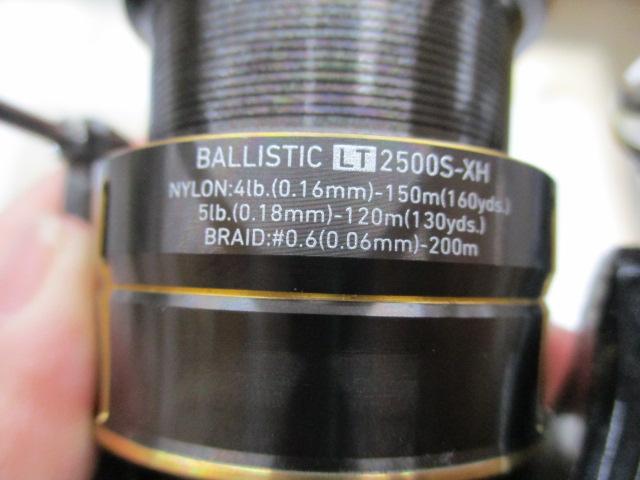 BALLISTIC LT 2500S-XH
NYLON:4lb.(0.16mm)-150m(160yds.)
5lb.(0.18mm)-120m(130yds.)
BRAID:#0.6(0.06mm)-200m